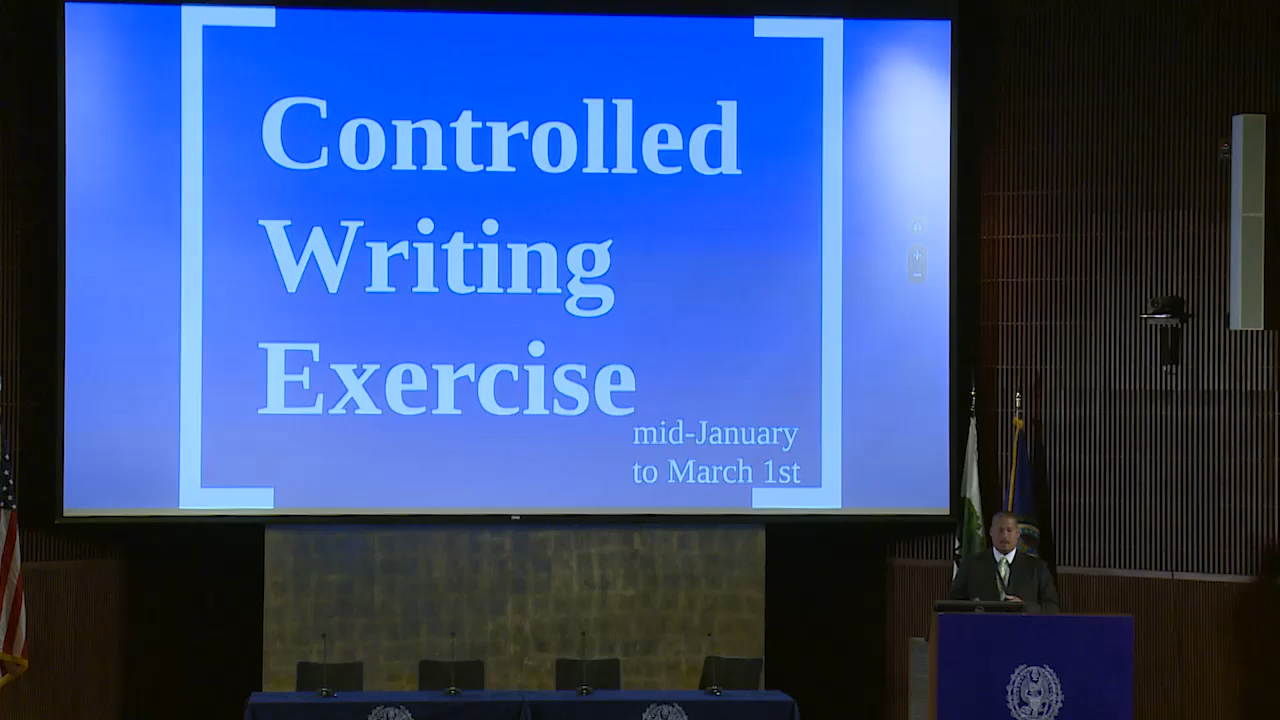 Controlled
Writing
Exercise
mid-January
to March 1st